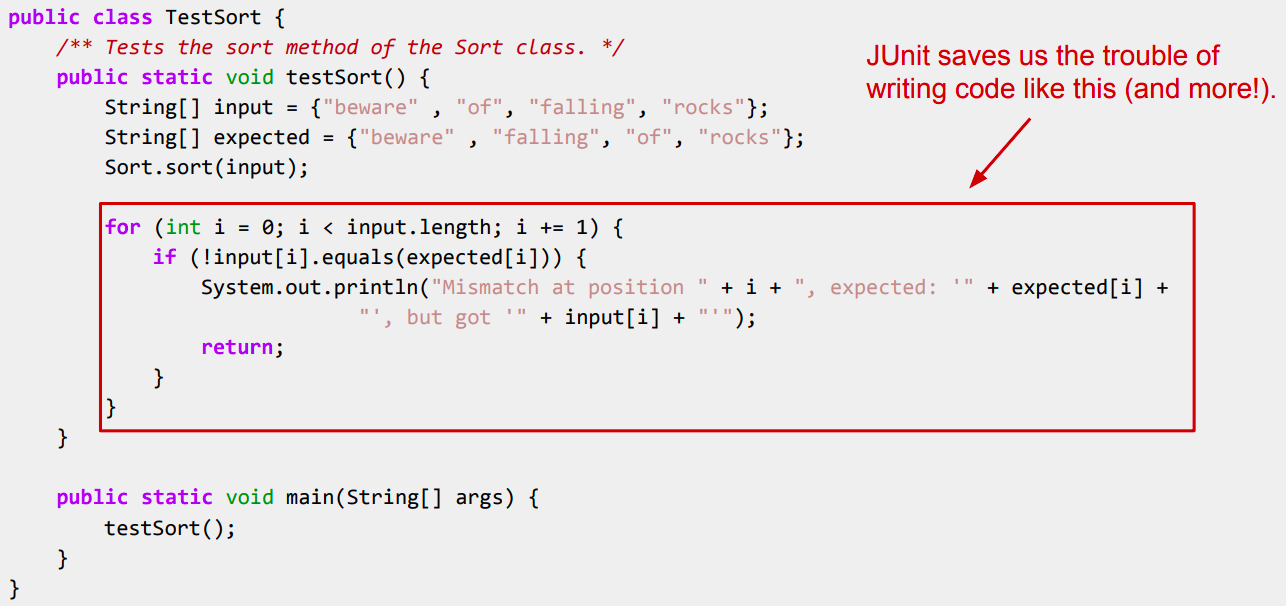 public class TestSort {
/** Tests the sort method of the Sort class. */
public static void testSort() {
String[] input = {"beware" , "of", "falling", "rocks"};
String[] expected = {"beware" , "falling", "of", "rocks"};
Sort.sort(input);
JUnit saves us the trouble of
writing code like this (and more!).
for (int i = 0; i < input.length; i += 1) {
if (!input[i].equals(expected[i])) {
System.out.println("Mismatch at position " + i + ", expected: '" + expected[i] +
"', but got '" + input[i] + "'");
return;
}
}
}
public static void main(String[] args) {
testSort();
}
}